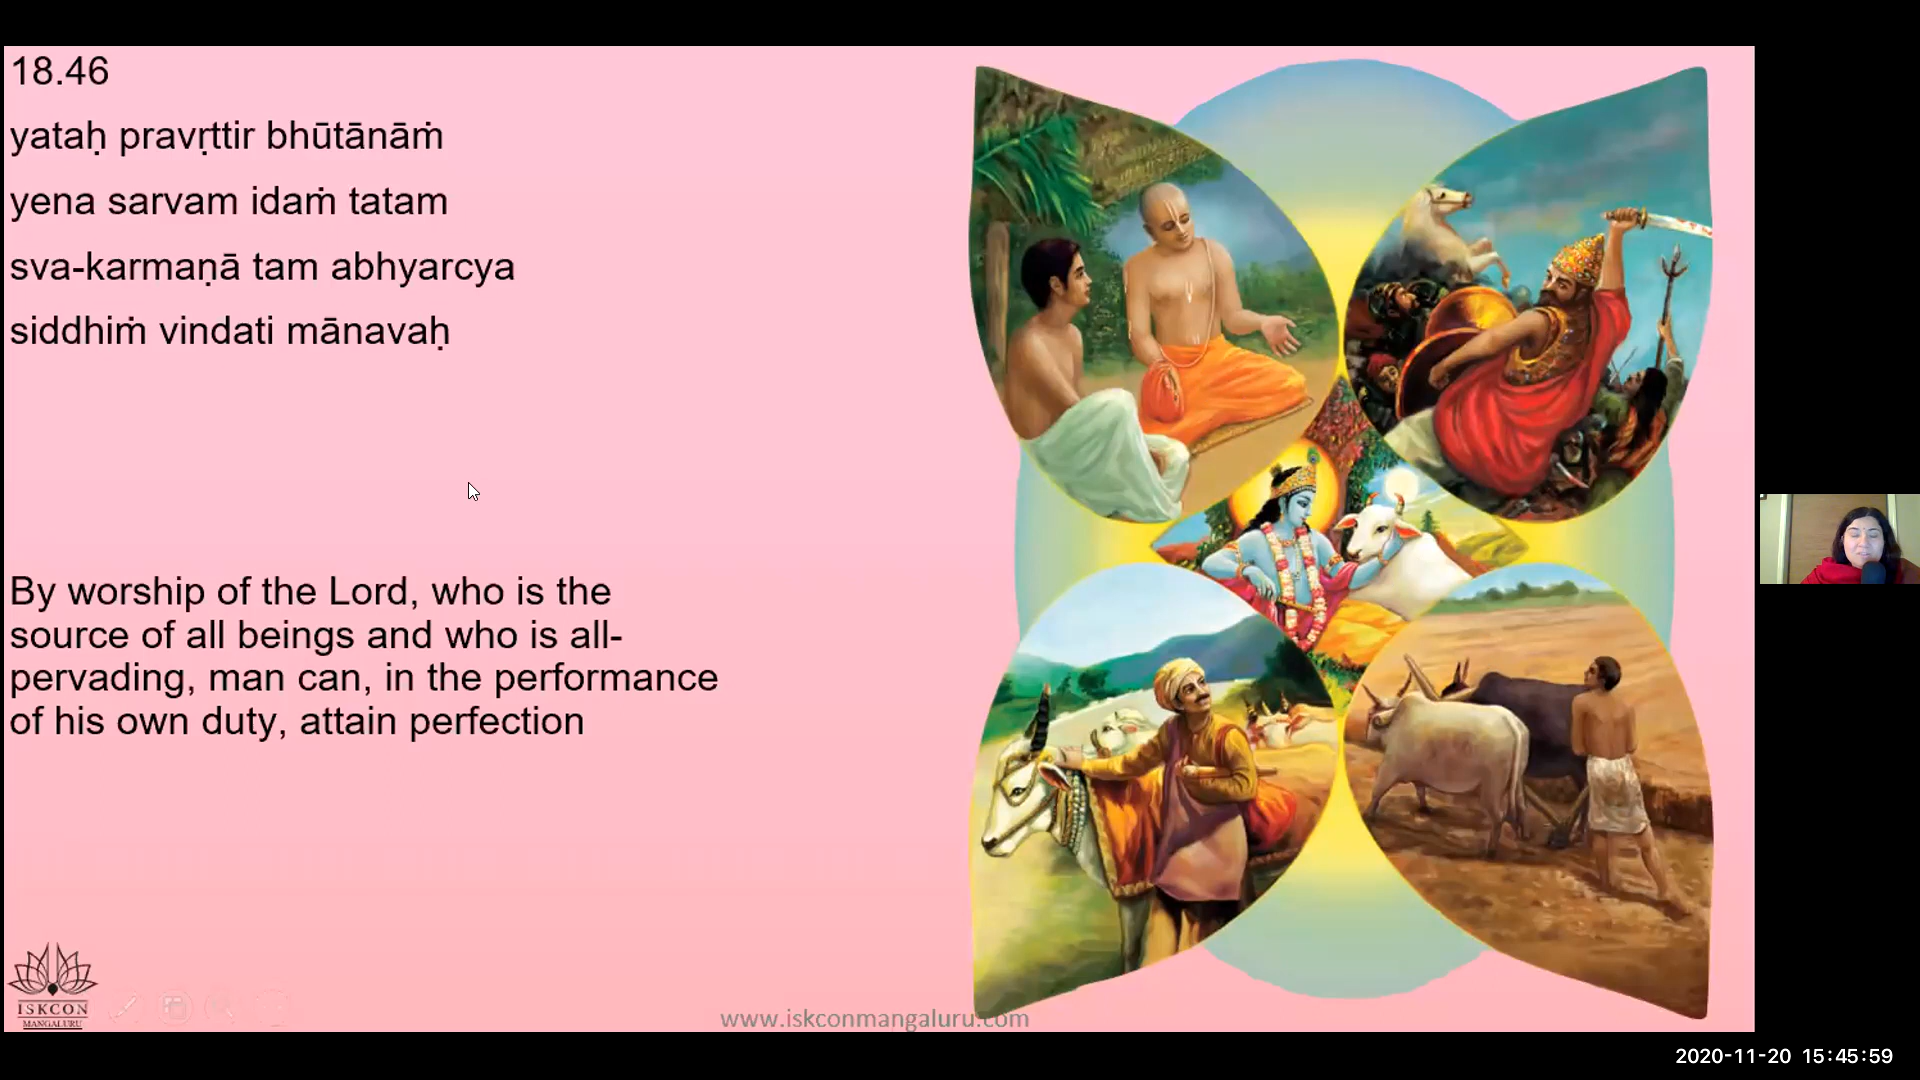 18.46
yataḥ pravṛttir bhūtānāṁ
yena sarvam idaṁ tatam
sva-karmaṇā tam abhyarcya
siddhiṁ vindati mānavaḥ
By worship of the Lord, who is the
source of all beings and who is all-
pervading, man can, in the performance
of his own duty, attain perfection
ISKCON
MANGALURU
www.iskconmangaluru.com
2020-11-20 15:45:59